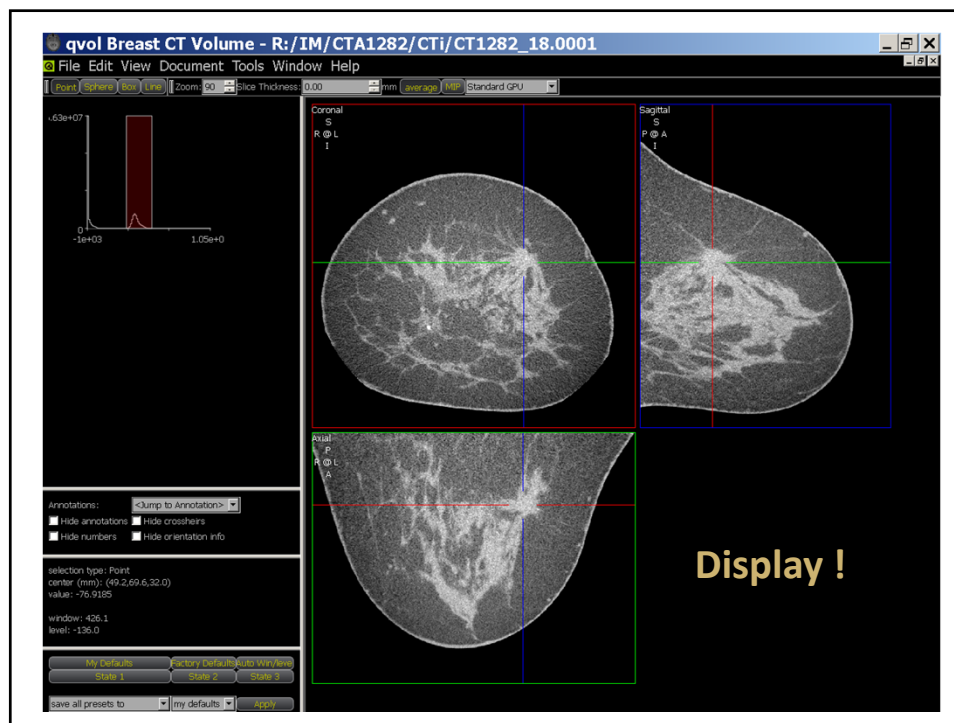 qvol Breast CT Volume - R:/IM/CTA1282/CTi/CT1282_18.0001
File Edit View Document Tools Window Help
Point Sphere Box Line Zoom: 90 Slice Thickness: 0.00 mm average MIP Standard GPU
.63e+07
0
-1e+03 1.05e+0
Coronal
S
R @ L
I
Sagittal
S
P @ A
I
Axial
P
R @ L
A
Display !
Annotations: <Jump to Annotation>
Hide annotations Hide crossheirs
Hide numbers Hide orientation info
selection type: Point
center (mm): (49.2,69.6,32.0)
value: -76.9185
window: 426.1
level: -136.0
My Defaults Factory Defaults Auto Win/leve
State 1 State 2 State 3
save all presets to my defaults Apply